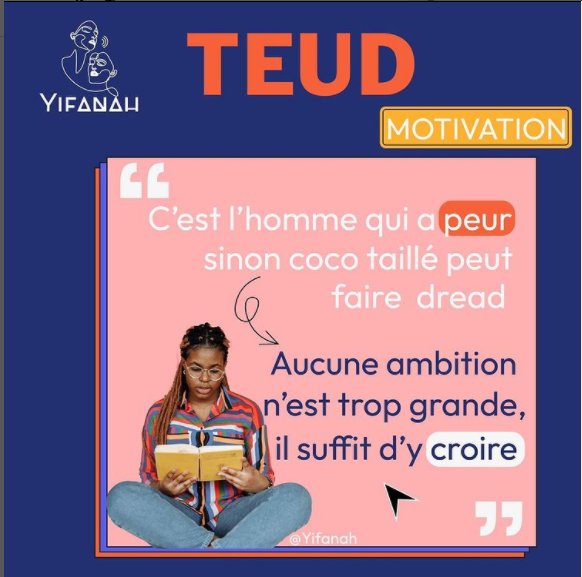 YIFANAH
TEUD
MOTIVATION
“
C’est l’homme qui a peur
sinon coco taillé peut
faire dread
Aucune ambition
n’est trop grande,
il suffit d’y croire
”
@Yifanah